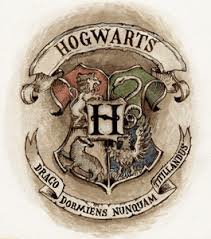 HOGWARTS
H
DRACO DORMIENS NUNQUAM TITILLANDUS